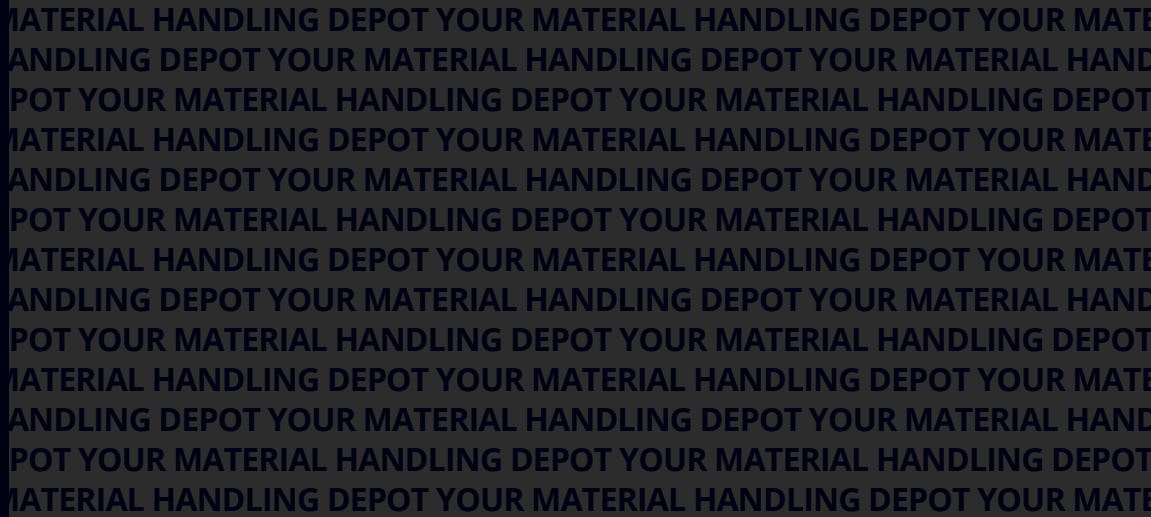 MATERIAL HANDLING DEPOT YOUR MATERIAL HANDLING DEPOT YOUR MATE
ANDLING DEPOT YOUR MATERIAL HANDLING DEPOT YOUR MATERIAL HAND
POT YOUR MATERIAL HANDLING DEPOT YOUR MATERIAL HANDLING DEPOT
MATERIAL HANDLING DEPOT YOUR MATERIAL HANDLING DEPOT YOUR MATE
ANDLING DEPOT YOUR MATERIAL HANDLING DEPOT YOUR MATERIAL HAND
POT YOUR MATERIAL HANDLING DEPOT YOUR MATERIAL HANDLING DEPOT
MATERIAL HANDLING DEPOT YOUR MATERIAL HANDLING DEPOT YOUR MATE
ANDLING DEPOT YOUR MATERIAL HANDLING DEPOT YOUR MATERIAL HAND
POT YOUR MATERIAL HANDLING DEPOT YOUR MATERIAL HANDLING DEPOT
MATERIAL HANDLING DEPOT YOUR MATERIAL HANDLING DEPOT YOUR MATE
ANDLING DEPOT YOUR MATERIAL HANDLING DEPOT YOUR MATERIAL HAND
POT YOUR MATERIAL HANDLING DEPOT YOUR MATERIAL HANDLING DEPOT
MATERIAL HANDLING DEPOT YOUR MATERIAL HANDLING DEPOT YOUR MATE